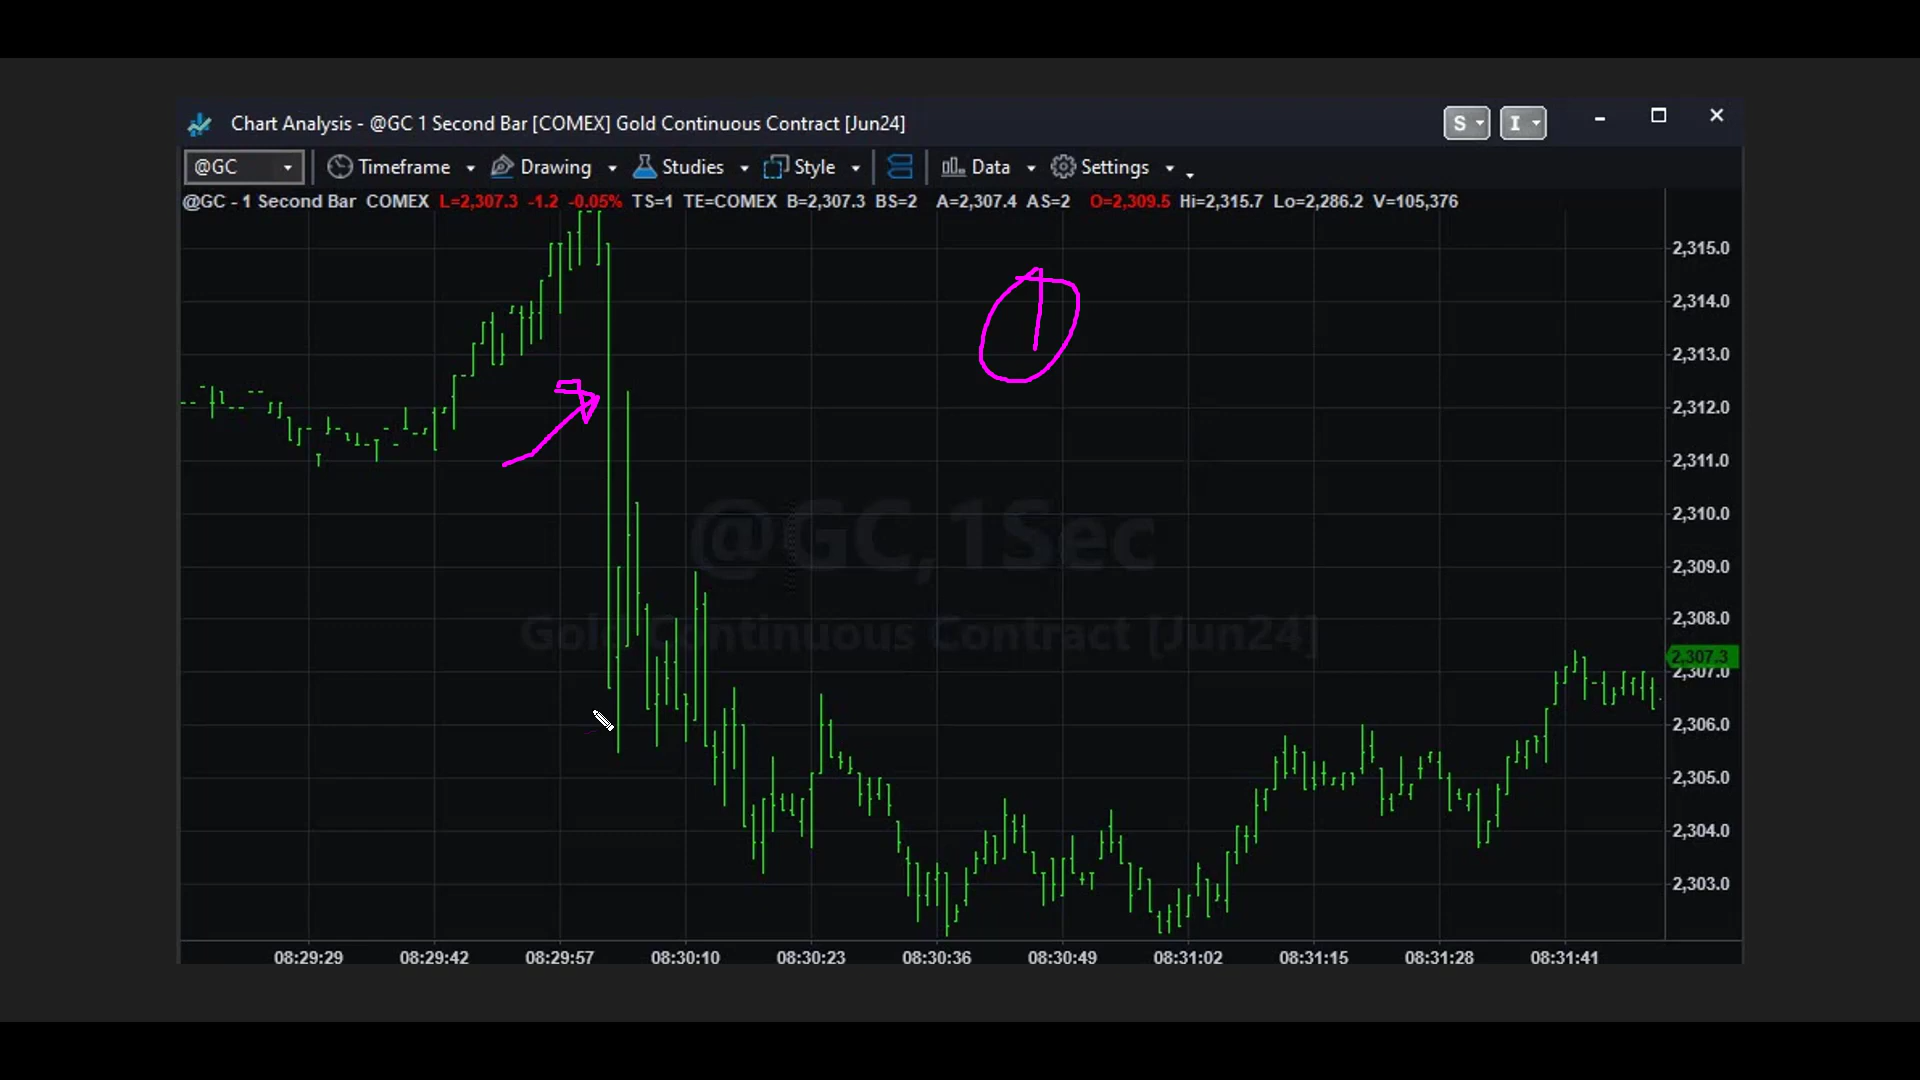 Chart Analysis - @GC 1 Second Bar [COMEX] Gold Continuous Contract [Jun24]
S
I
@GC Timeframe Drawing Studies Style Data Settings
@GC - 1 Second Bar COMEX L=2,307.3 -1.2 -0.05% TS=1 TE=COMEX B=2,307.3 BS=2 A=2,307.4 AS=2 O=2,309.5 Hi=2,315.7 Lo=2,286.2 V=105,376
2,315.0
1
2,314.0
2,313.0
2,312.0
2,311.0
2,310.0
@GC,1Sec
2,309.0
2,308.0
Gold Continuous Contract [Jun24]
2,307.3
2,307.0
2,306.0
2,305.0
2,304.0
2,303.0
08:29:29 08:29:42 08:29:57 08:30:10 08:30:23 08:30:36 08:30:49 08:31:02 08:31:15 08:31:28 08:31:41